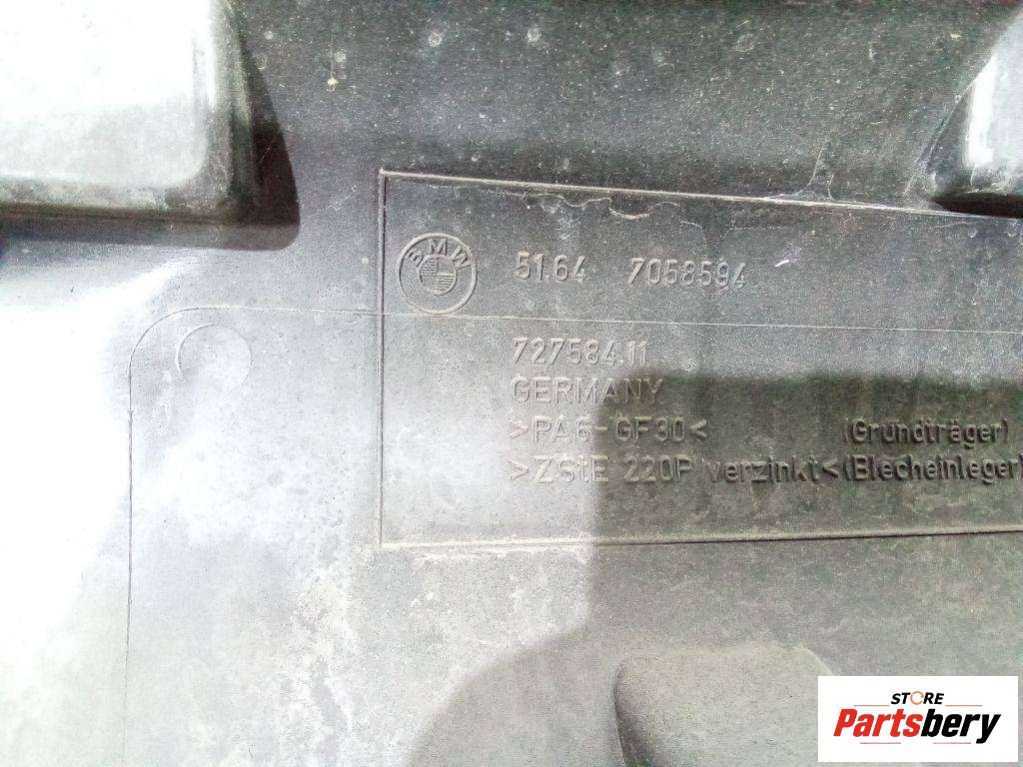 BMW
51.64 7058594
727584.11
GERMANY
>PA6-GF30< (Grundträger)
>ZStE 220P verzinkt<(Blecheinleger)
STORE
Partsbery